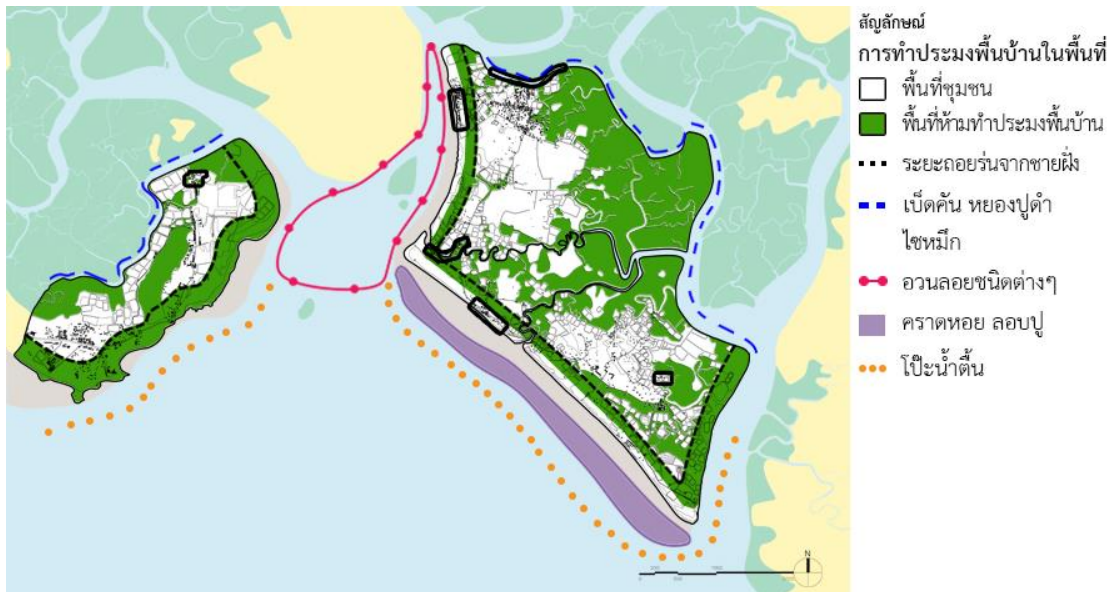 สัญลักษณ์
การทำประมงพื้นบ้านในพื้นที่
พื้นที่ชุมชน
พื้นที่ห้ามทำประมงพื้นบ้าน
ระยะถอยร่นจากชายฝั่ง
เบ็ดคัน หยองปูดำ
ไซหมึก
อวนลอยชนิดต่างๆ
คราดหอย ลอบปู
โป๊ะน้ำตื้น
N